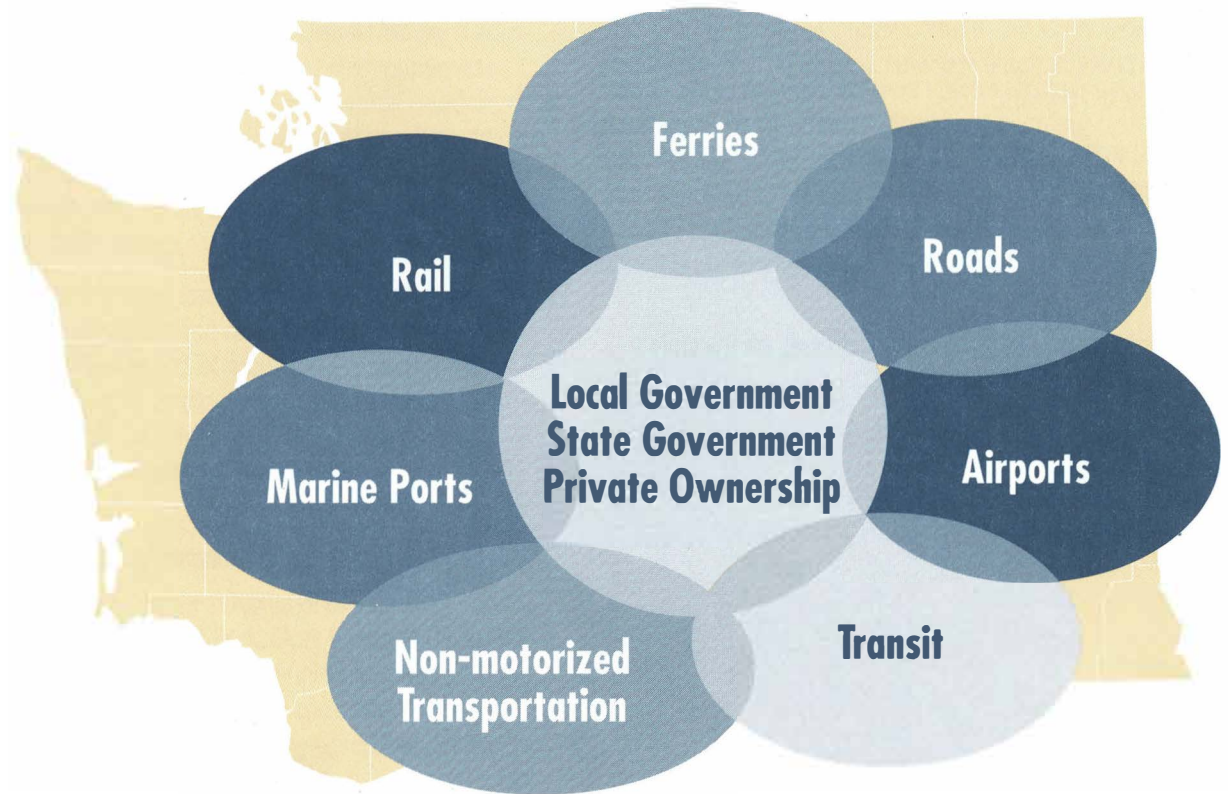 Ferries
Rail
Roads
Local Government
State Government
Private Ownership
Marine Ports
Airports
Non-motorized
Transportation
Transit